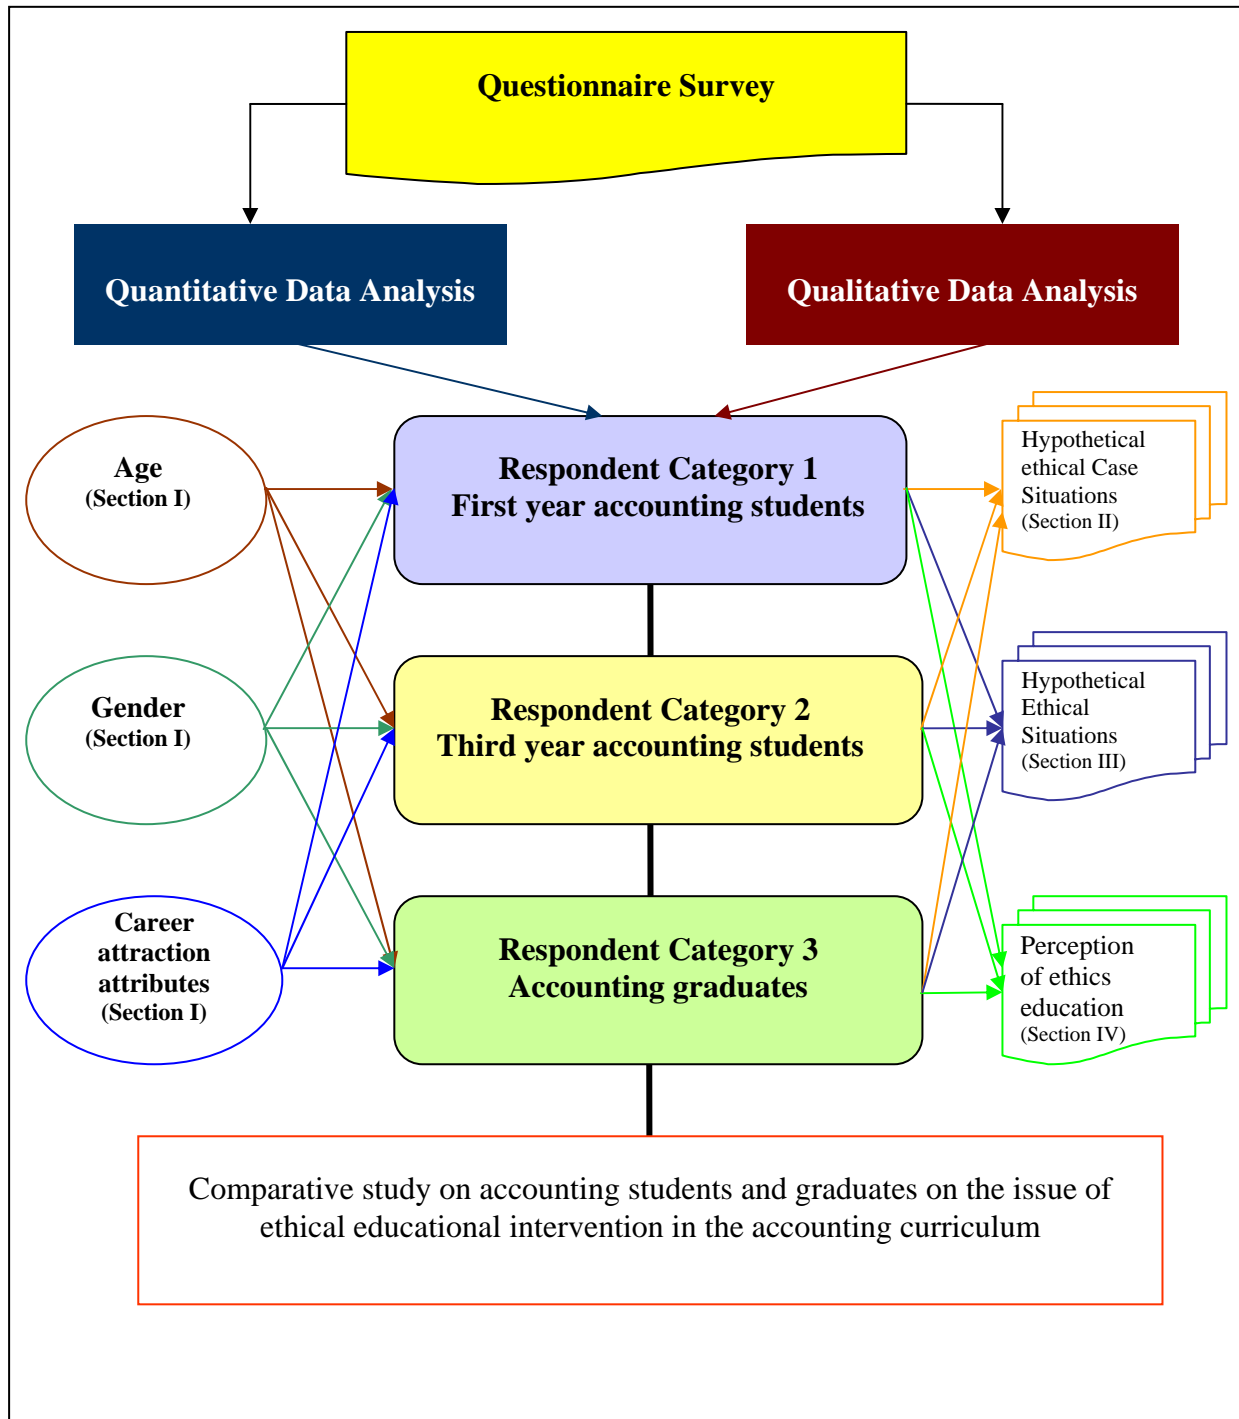 Questionnaire Survey
Quantitative Data Analysis
Qualitative Data Analysis
Age
(Section I)
Respondent Category 1
First year accounting students
Hypothetical
ethical Case
Situations
(Section II)
Gender
(Section I)
Respondent Category 2
Third year accounting students
Hypothetical
Ethical
Situations
(Section III)
Career
attraction
attributes
(Section I)
Respondent Category 3
Accounting graduates
Perception
of ethics
education
(Section IV)
Comparative study on accounting students and graduates on the issue of
ethical educational intervention in the accounting curriculum